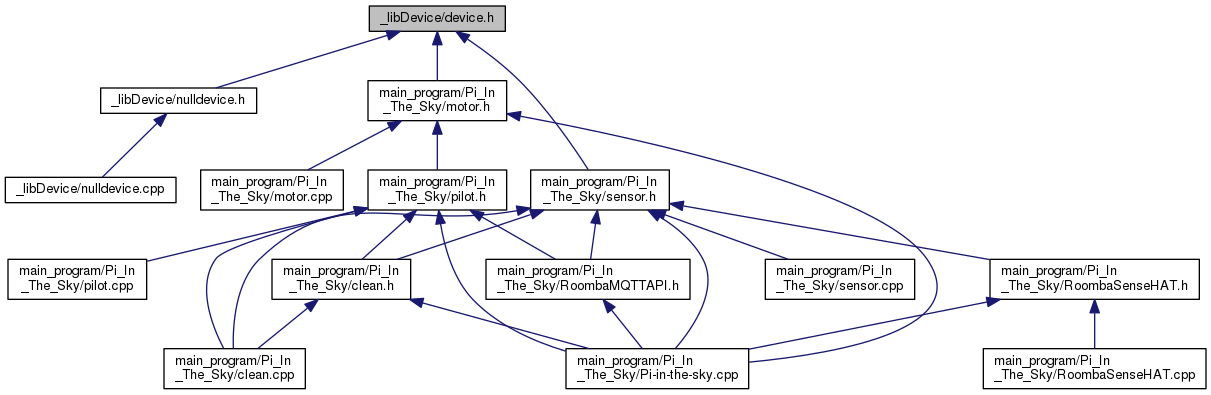 _libDevice/device.h
_libDevice/nulldevice.h
main_program/Pi_In
_The_Sky/motor.h
_libDevice/nulldevice.cpp
main_program/Pi_In
_The_Sky/motor.cpp
main_program/Pi_In
_The_Sky/pilot.h
main_program/Pi_In
_The_Sky/sensor.h
main_program/Pi_In
_The_Sky/pilot.cpp
main_program/Pi_In
_The_Sky/clean.h
main_program/Pi_In
_The_Sky/RoombaMQTTAPI.h
main_program/Pi_In
_The_Sky/sensor.cpp
main_program/Pi_In
_The_Sky/RoombaSenseHAT.h
main_program/Pi_In
_The_Sky/clean.cpp
main_program/Pi_In
_The_Sky/Pi-in-the-sky.cpp
main_program/Pi_In
_The_Sky/RoombaSenseHAT.cpp